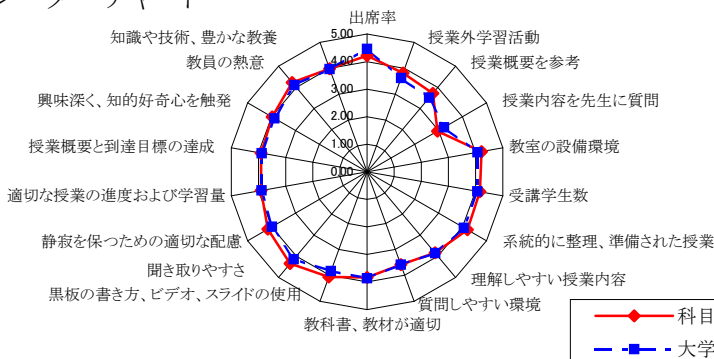 出席率
授業外学習活動
授業概要を参考
授業内容を先生に質問
教室の設備環境
受講学生数
系統的に整理、準備された授業
理解しやすい授業内容
質問しやすい環境
教科書、教材が適切
黒板の書き方、ビデオ、スライドの使用
聞き取りやすさ
静寂を保つための適切な配慮
適切な授業の進度および学習量
授業概要と到達目標の達成
興味深く、知的好奇心を触発
教員の熱意
知識や技術、豊かな教養
5.00
4.00
3.00
2.00
1.00
0.00
科目
大学